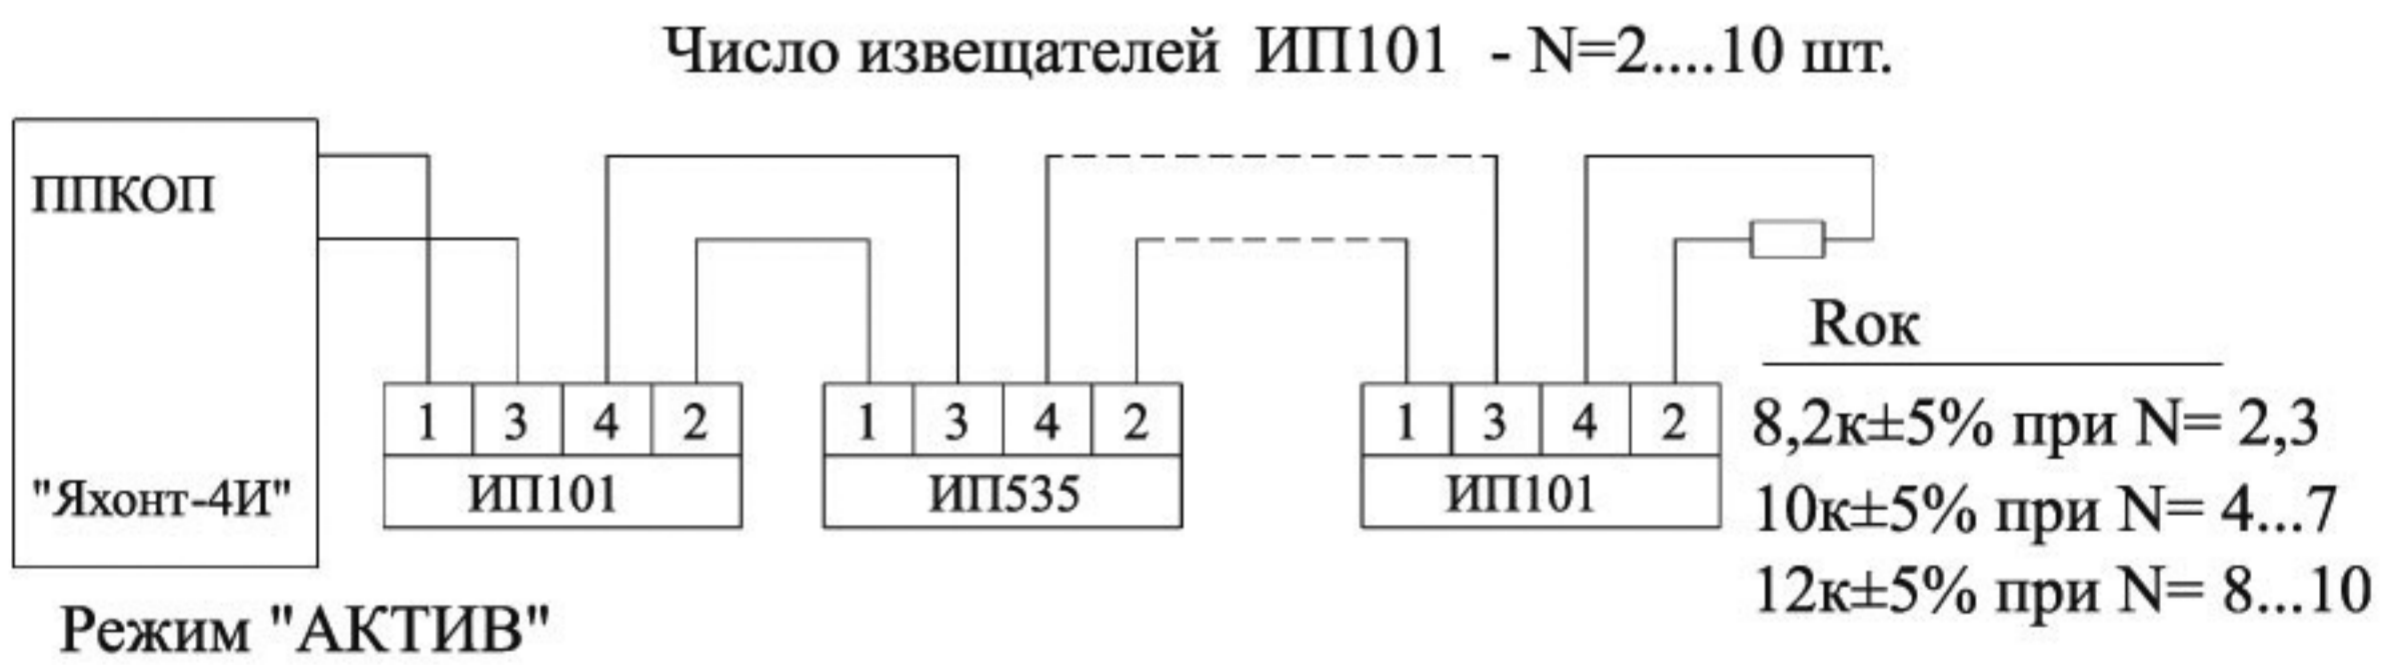 Число извещателей ИП101 - N=2....10 шт.
ППКОП
"Яхонт-4И"
Режим "АКТИВ"
1 3 4 2
ИП101
1 3 4 2
ИП535
1 3 4 2
ИП101
Rок
8,2к±5% при N= 2,3
10к±5% при N= 4...7
12к±5% при N= 8...10